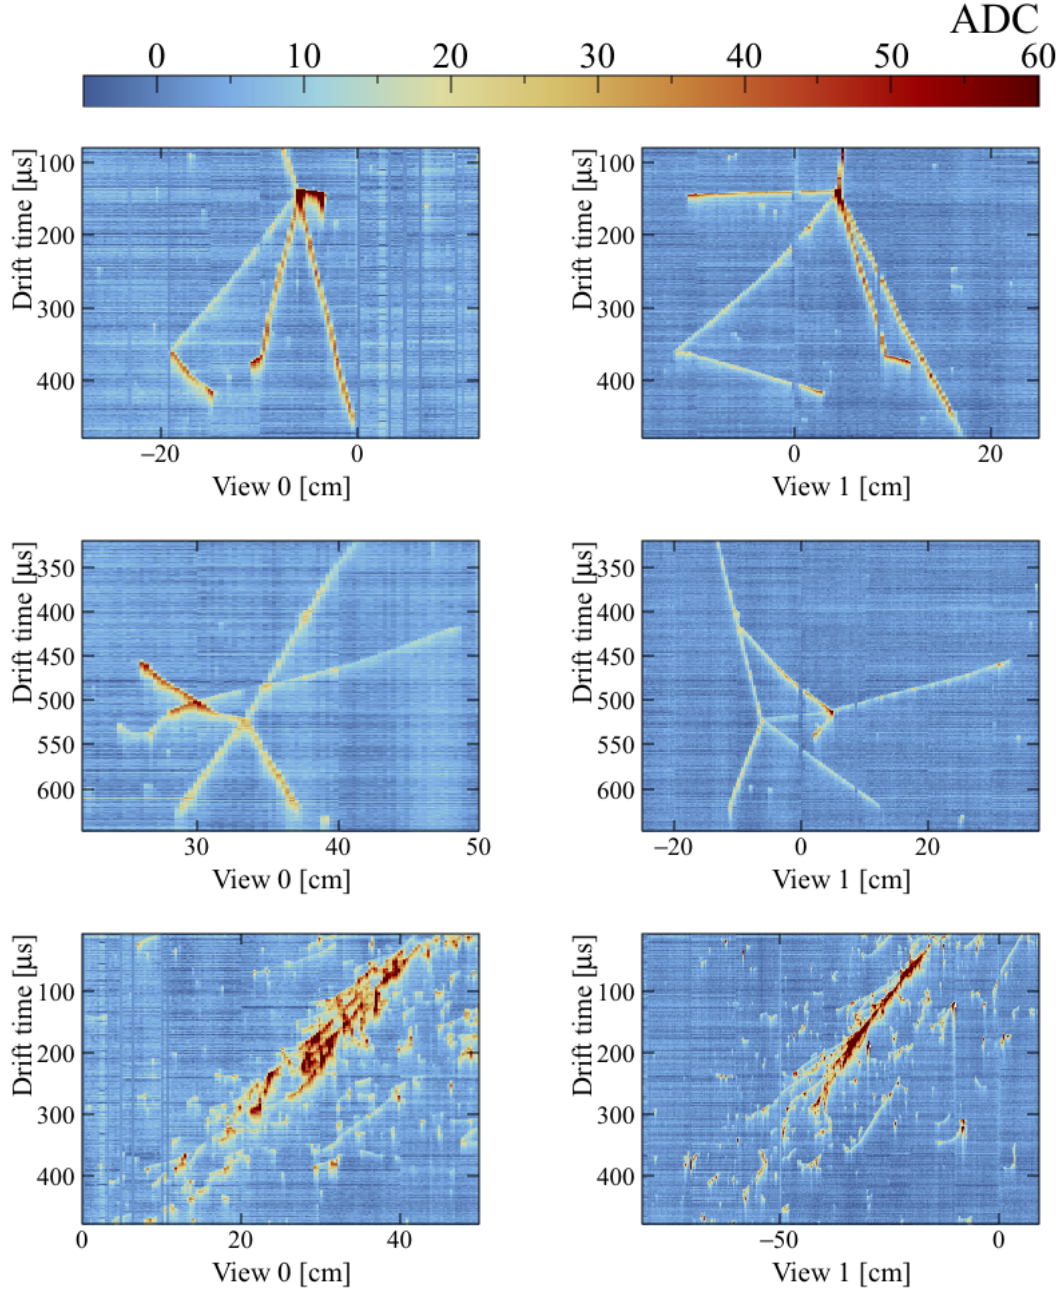 ADC
0 10 20 30 40 50 60
Drift time [µs]
100
200
300
400
−20 0
View 0 [cm]
Drift time [µs]
100
200
300
400
0 20
View 1 [cm]
Drift time [µs]
350
400
450
500
550
600
30 40 50
View 0 [cm]
Drift time [µs]
350
400
450
500
550
600
−20 0 20
View 1 [cm]
Drift time [µs]
100
200
300
400
0 20 40
View 0 [cm]
Drift time [µs]
100
200
300
400
−50 0
View 1 [cm]